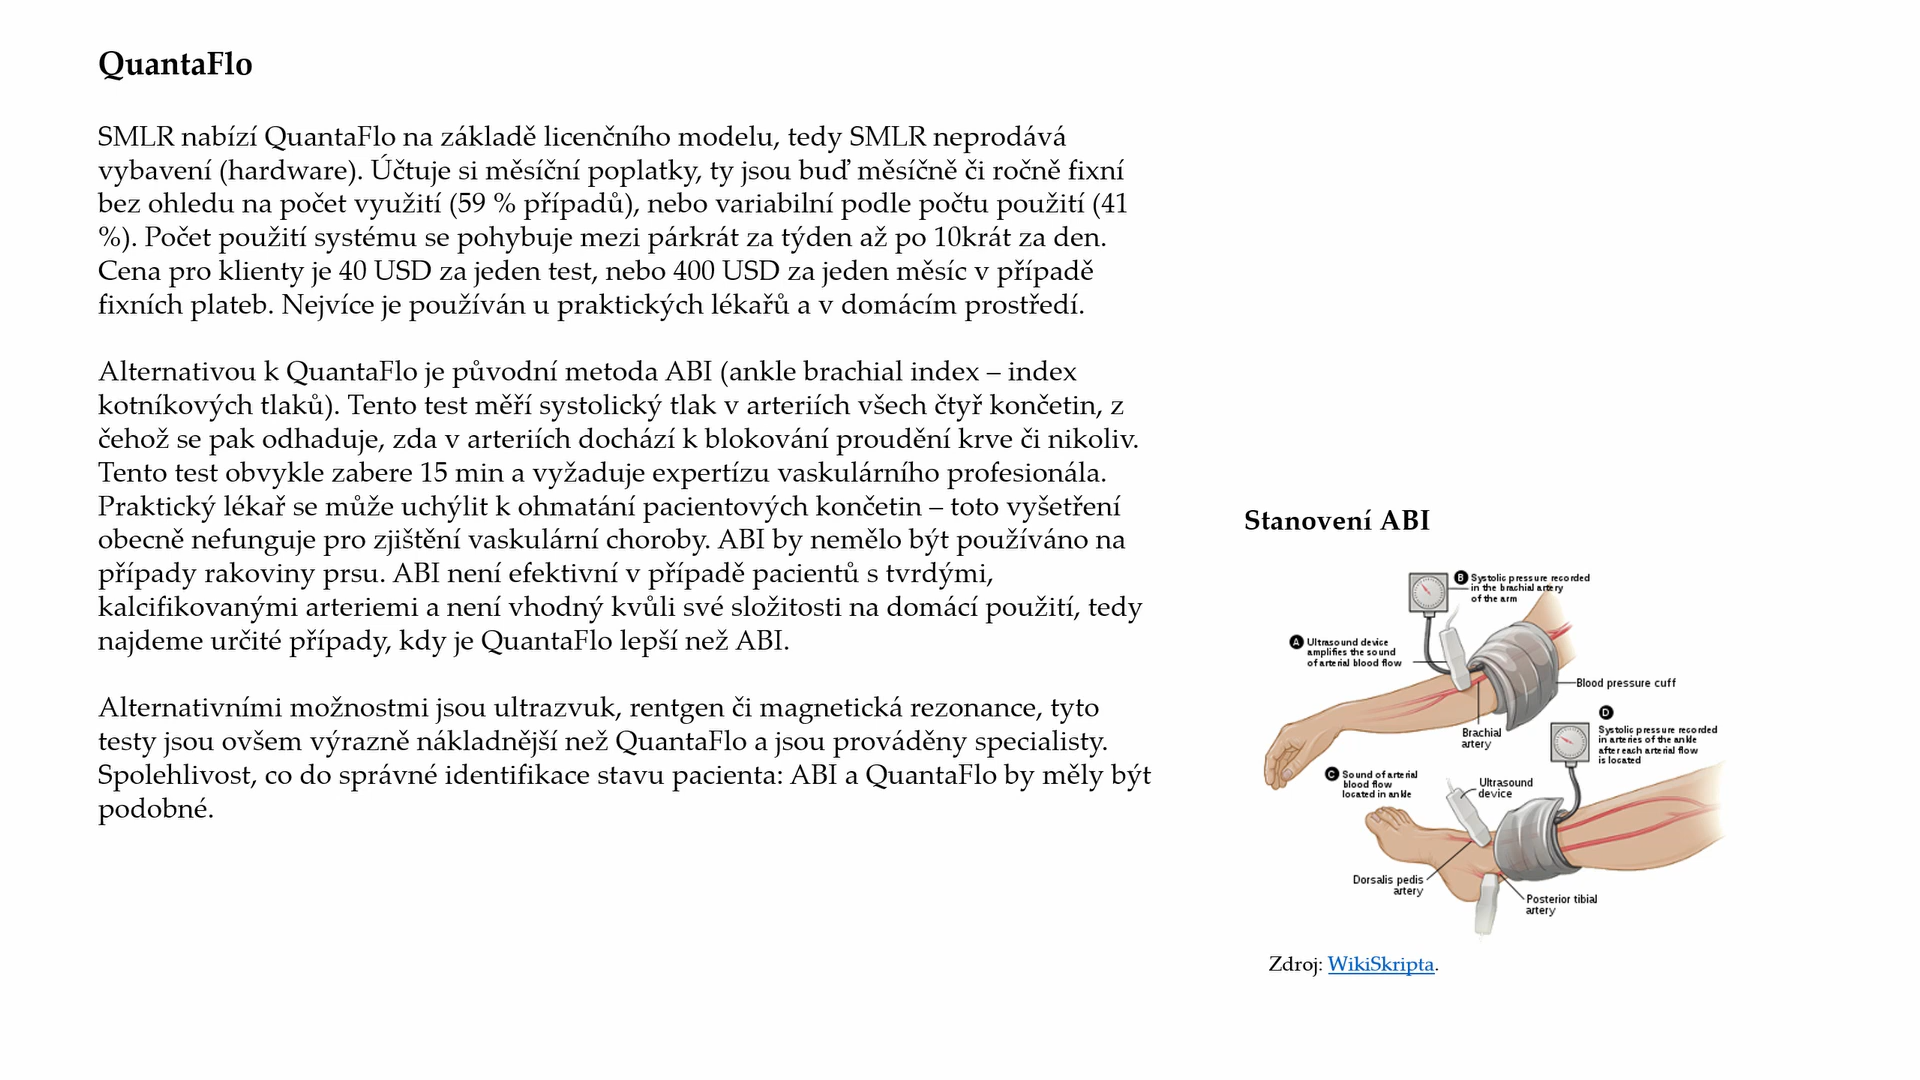 QuantaFlo
SMLR nabízí QuantaFlo na základě licenčního modelu, tedy SMLR neprodává
vybavení (hardware). Účtuje si měsíční poplatky, ty jsou buď měsíčně či ročně fixní
bez ohledu na počet využití (59 % případů), nebo variabilní podle počtu použití (41
%). Počet použití systému se pohybuje mezi párkrát za týden až po 10krát za den.
Cena pro klienty je 40 USD za jeden test, nebo 400 USD za jeden měsíc v případě
fixních plateb. Nejvíce je používán u praktických lékařů a v domácím prostředí.
Alternativou k QuantaFlo je původní metoda ABI (ankle brachial index – index
kotníkových tlaků). Tento test měří systolický tlak v arteriích všech čtyř končetin, z
čehož se pak odhaduje, zda v arteriích dochází k blokování proudění krve či nikoliv.
Tento test obvykle zabere 15 min a vyžaduje expertízu vaskulárního profesionála.
Praktický lékař se může uchýlit k ohmatání pacientových končetin – toto vyšetření
obecně nefunguje pro zjištění vaskulární choroby. ABI by nemělo být používáno na
případy rakoviny prsu. ABI není efektivní v případě pacientů s tvrdými,
kalcifikovanými arteriemi a není vhodný kvůli své složitosti na domácí použití, tedy
najdeme určité případy, kdy je QuantaFlo lepší než ABI.
Alternativními možnostmi jsou ultrazvuk, rentgen či magnetická rezonance, tyto
testy jsou ovšem výrazně nákladnější než QuantaFlo a jsou prováděny specialisty.
Spolehlivost, co do správné identifikace stavu pacienta: ABI a QuantaFlo by měly být
podobné.
Stanovení ABI
B Systolic pressure recorded
in the brachial artery
of the arm
A Ultrasound device
amplifies the sound
of arterial blood flow
Blood pressure cuff
Brachial
artery
D
Systolic pressure recorded
in arteries of the ankle
after each arterial flow
is located
C Sound of arterial
blood flow
located in ankle
Ultrasound
device
Dorsalis pedis
artery
Posterior tibial
artery
Zdroj: WikiSkripta.